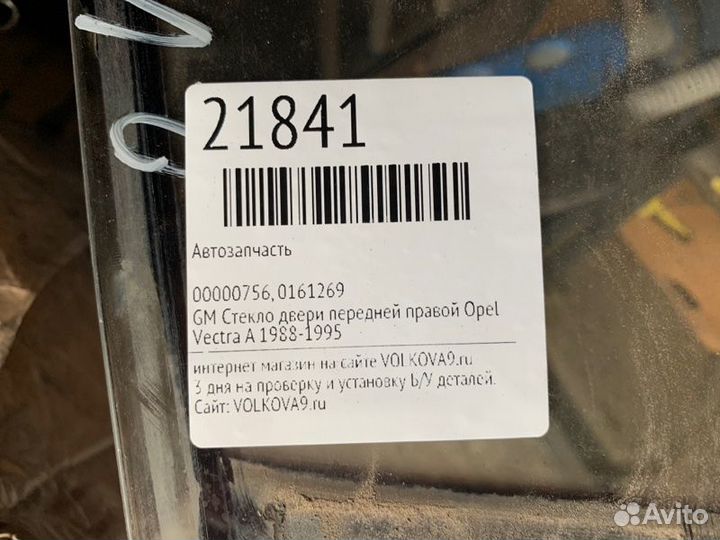 21841
Автозапчасть
00000756, 0161269
GM Стекло двери передней правой Opel
Vectra A 1988-1995
интернет магазин на сайте VOLKOVA9.ru
3 дня на проверку и установку Б/У деталей.
Сайт: VOLKOVA9.ru
Avito